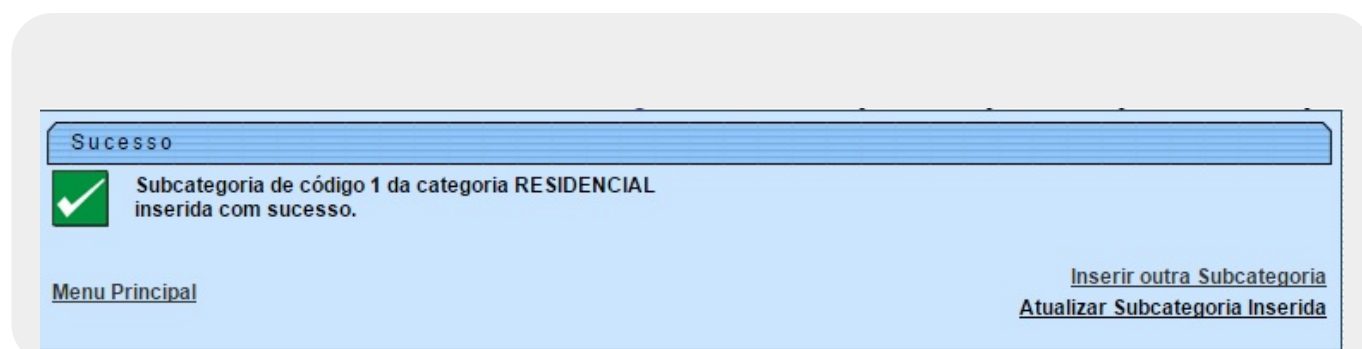 Sucesso
Subcategoria de código 1 da categoria RESIDENCIAL
inserida com sucesso.
Inserir outra Subcategoria
Menu Principal
Atualizar Subcategoria Inserida